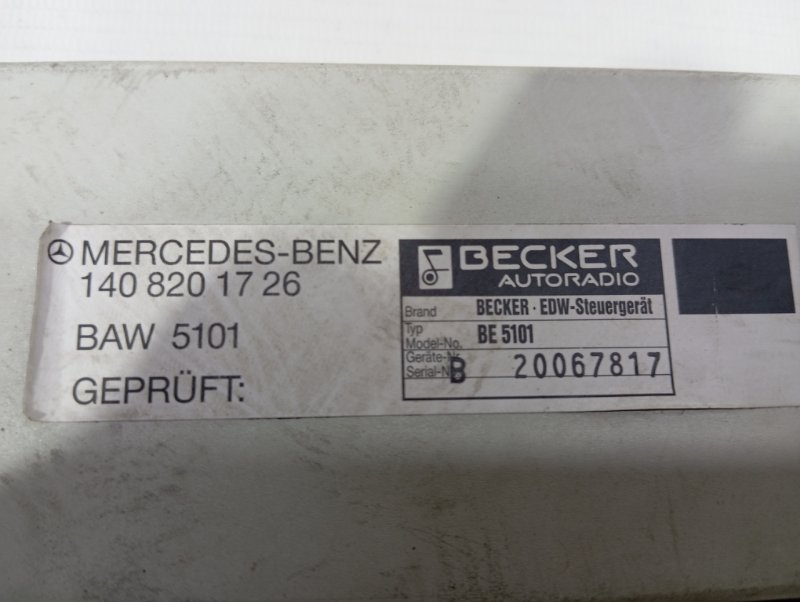 MERCEDES-BENZ
140 820 17 26
BAW 5101
GEPRÜFT:
BECKER
AUTORADIO
Brand BECKER · EDW-Steuergerät
Typ
Model-No. BE 5101
Geräte-Nr.
Serial-No. B 20067817